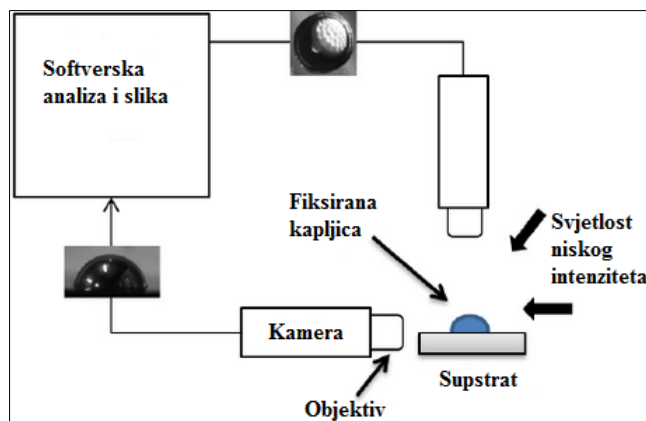 Softverska
analiza i slika
Fiksirana
kapljica
Svjetlost
niskog
intenziteta
Kamera
Supstrat
Objektiv